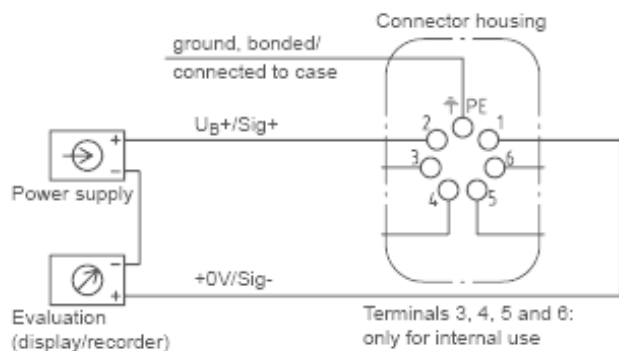 Connector housing
ground, bonded/
connected to case
PE
UB+/Sig+
2
1
+
3
6
-
Power supply
4
5
-
+0V/Sig-
+
Evaluation
(display/recorder)
Terminals 3, 4, 5 and 6:
only for internal use